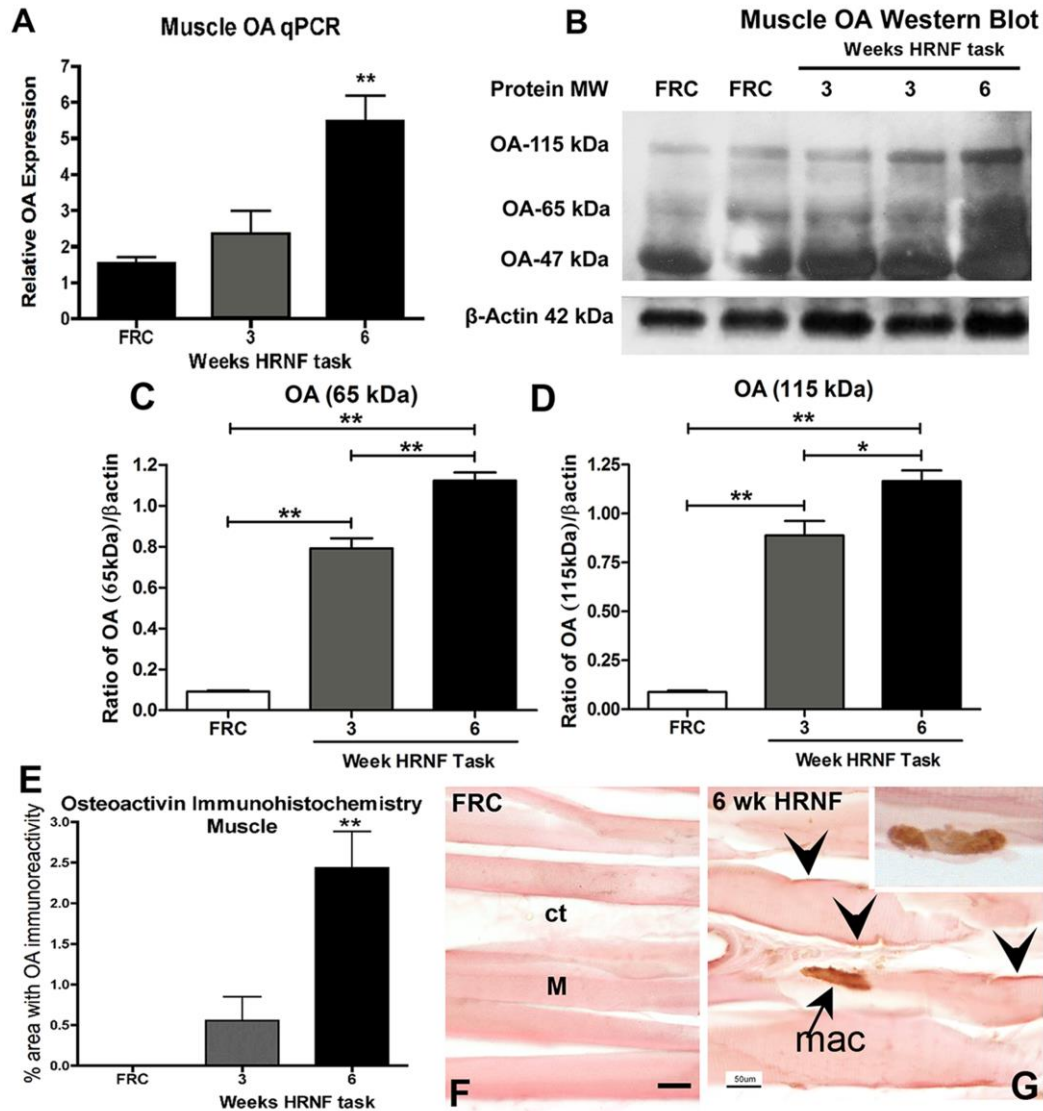 A
Muscle OA qPCR
Relative OA Expression
7
6
5
4
3
2
1
0
**
FRC
3
6
Weeks HRNF task
B
Muscle OA Western Blot
Weeks HRNF task
Protein MW
FRC
FRC
3
3
6
OA-115 kDa
OA-65 kDa
OA-47 kDa
β-Actin 42 kDa
C
OA (65 kDa)
Ratio of OA (65kDa)/βactin
1.2
1.0
0.8
0.6
0.4
0.2
0.0
**
**
**
FRC
3
6
Week HRNF Task
D
OA (115 kDa)
Ratio of OA (115kDa)/βactin
1.25
1.00
0.75
0.50
0.25
0.00
**
*
**
FRC
3
6
Week HRNF Task
E
Osteoactivin Immunohistochemistry
Muscle
% area with OA immunoreactivity
3.0
2.5
2.0
1.5
1.0
0.5
0.0
**
FRC
3
6
Weeks HRNF task
FRC
ct
M
F
6 wk HRNF
mac
50um
G